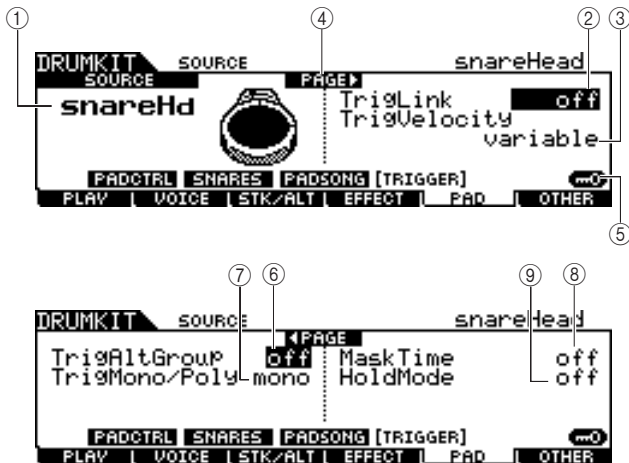 ① ④ ② ③
DRUMKIT SOURCE snareHead
SOURCE PAGE▶
snareHd TrigLink off
TrigVelocity
variable
PADCTRL SNARES PADSONG [TRIGGER]
PLAY VOICE STK/ALT EFFECT PAD OTHER
⑤
⑦ ⑥ ⑨ ⑧
DRUMKIT SOURCE snareHead
◀PAGE
TrigAltGroup off MaskTime off
TrigMono/Poly mono HoldMode off
PADCTRL SNARES PADSONG [TRIGGER]
PLAY VOICE STK/ALT EFFECT PAD OTHER